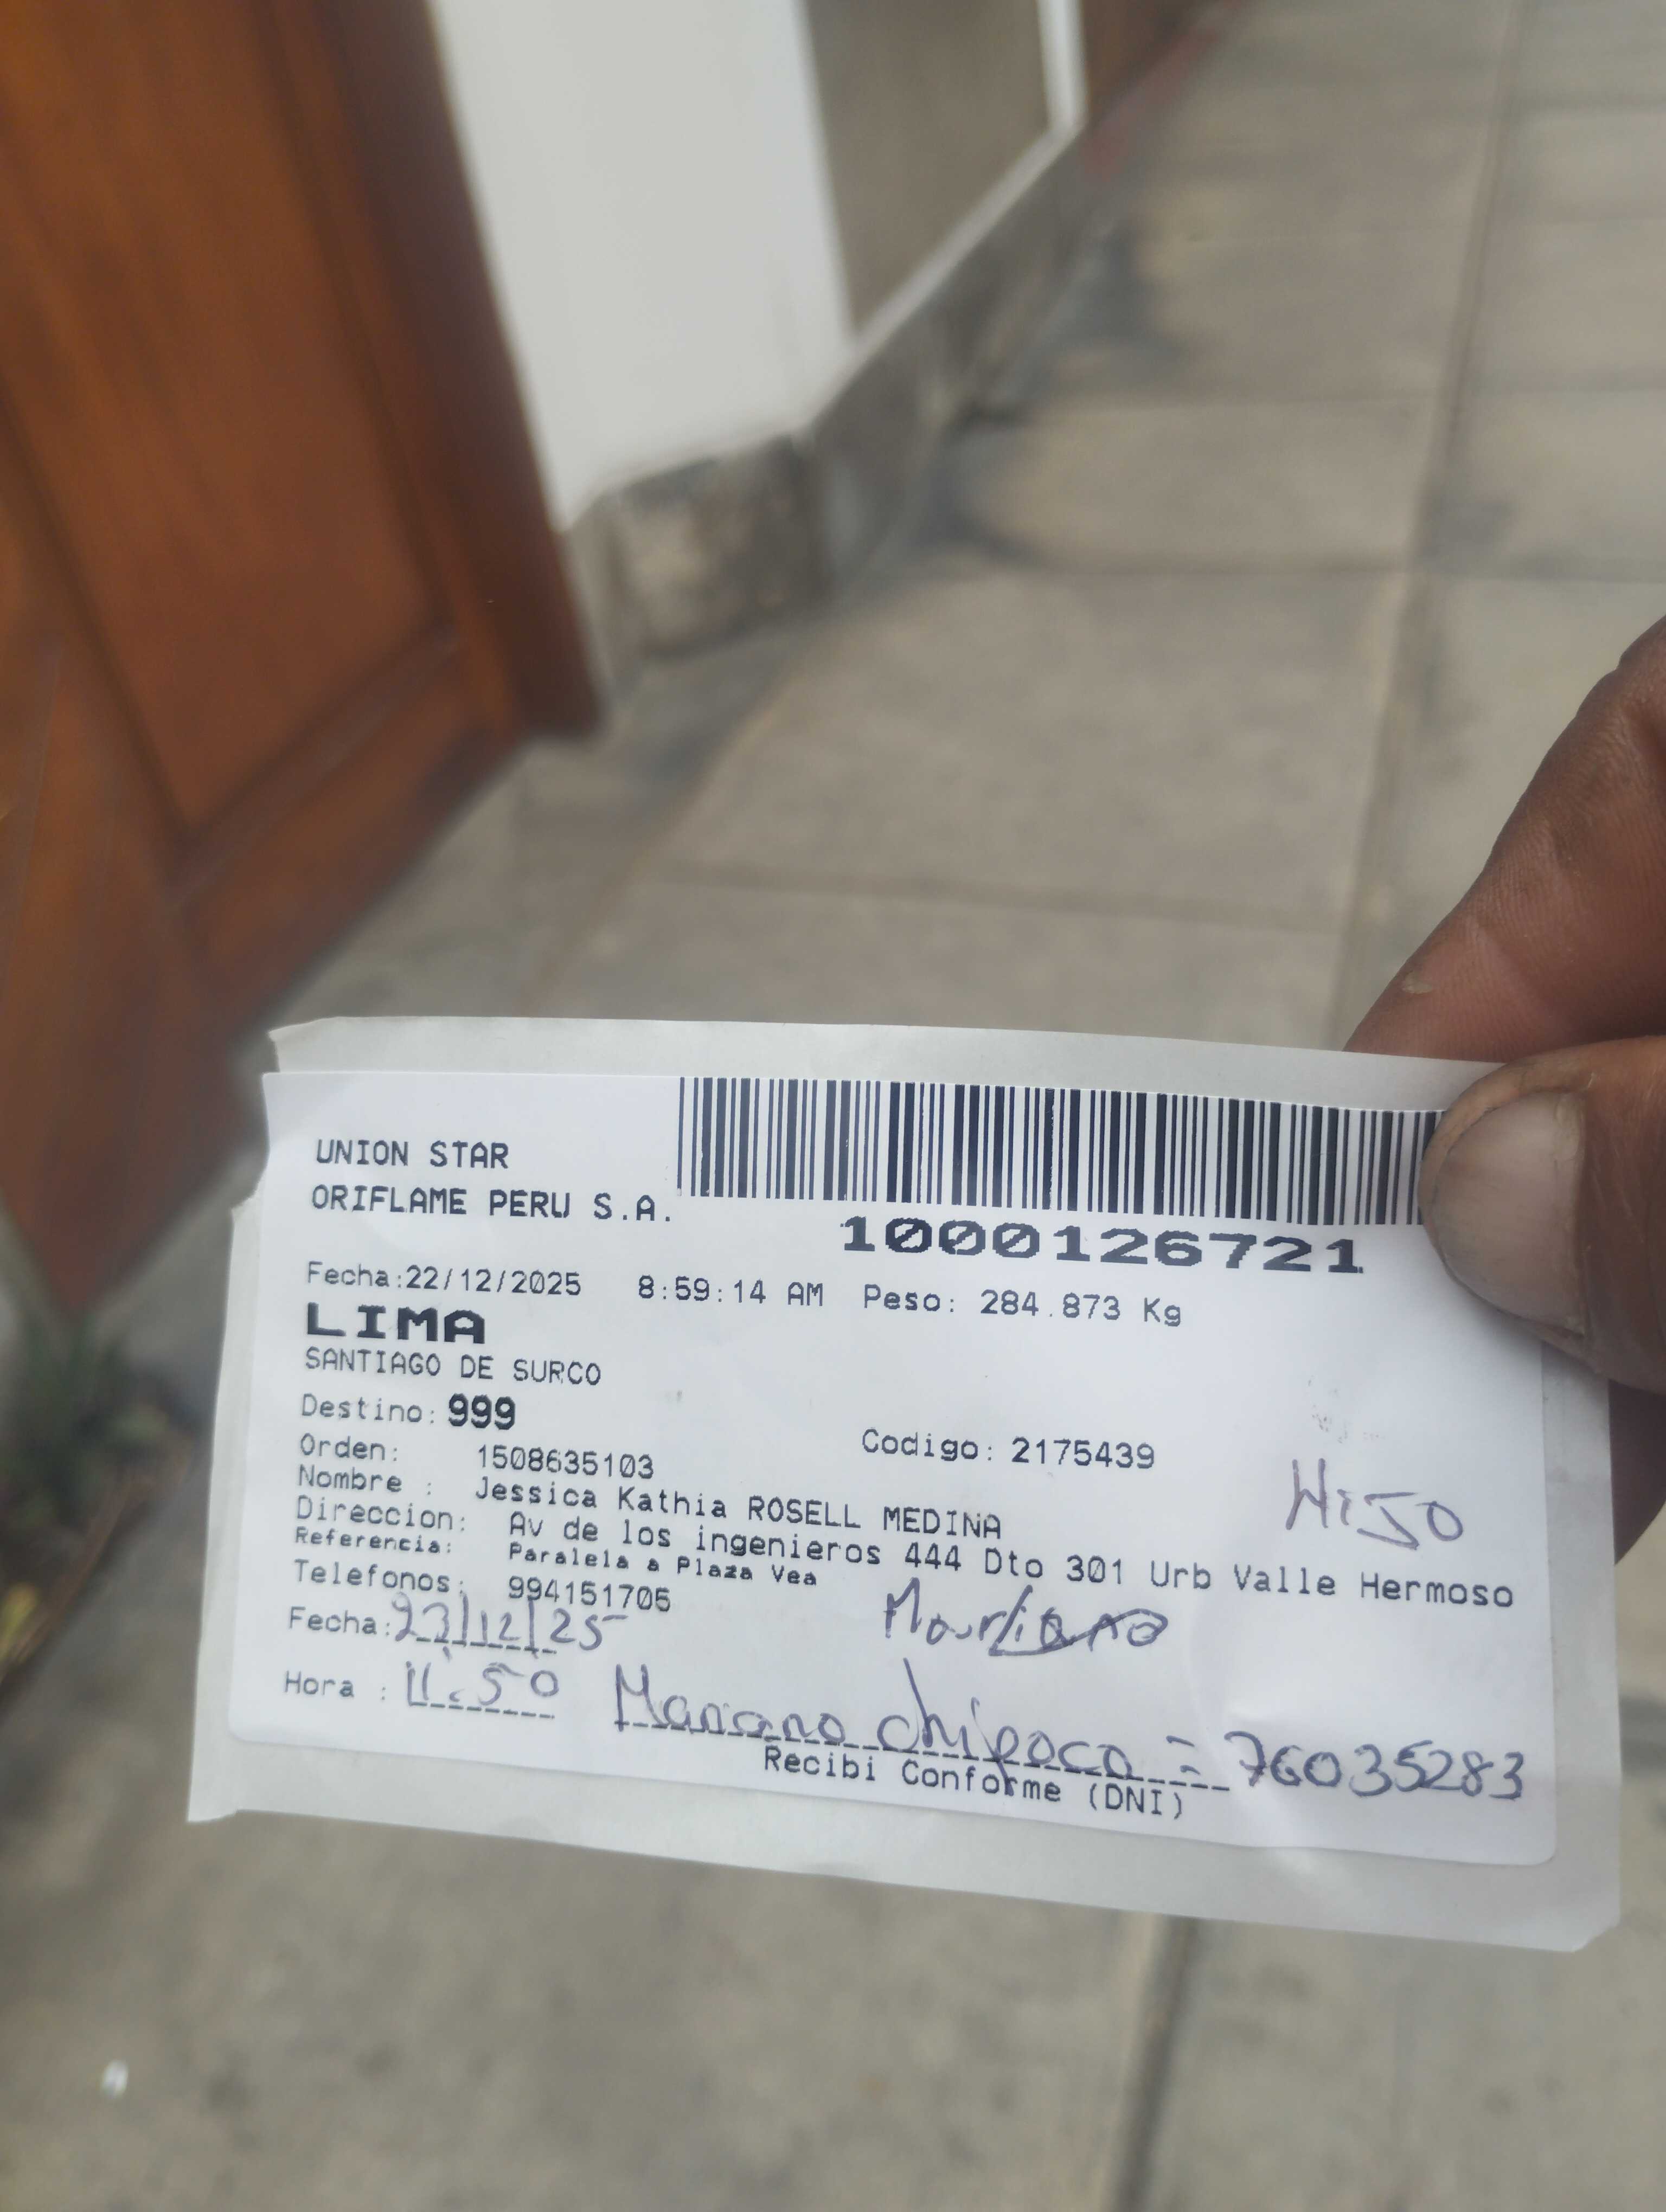 UNION STAR
ORIFLAME PERU S.A.
1000126721
Fecha:22/12/2025 8:59:14 AM Peso: 284.873 Kg
LIMA
SANTIAGO DE SURCO
Destino: 999
Orden: 1508635103 Codigo: 2175439
Nombre : Jessica Kathia ROSELL MEDINA
HiJO
Direccion: Av de los ingenieros 444 Dto 301 Urb Valle Hermoso
Referencia: Paralela a Plaza Vea
Telefonos: 994151705
Mariano
Fecha: 23/12/25
Hora : 11:50 Mariano chipoco = 76035283
Recibi Conforme (DNI)